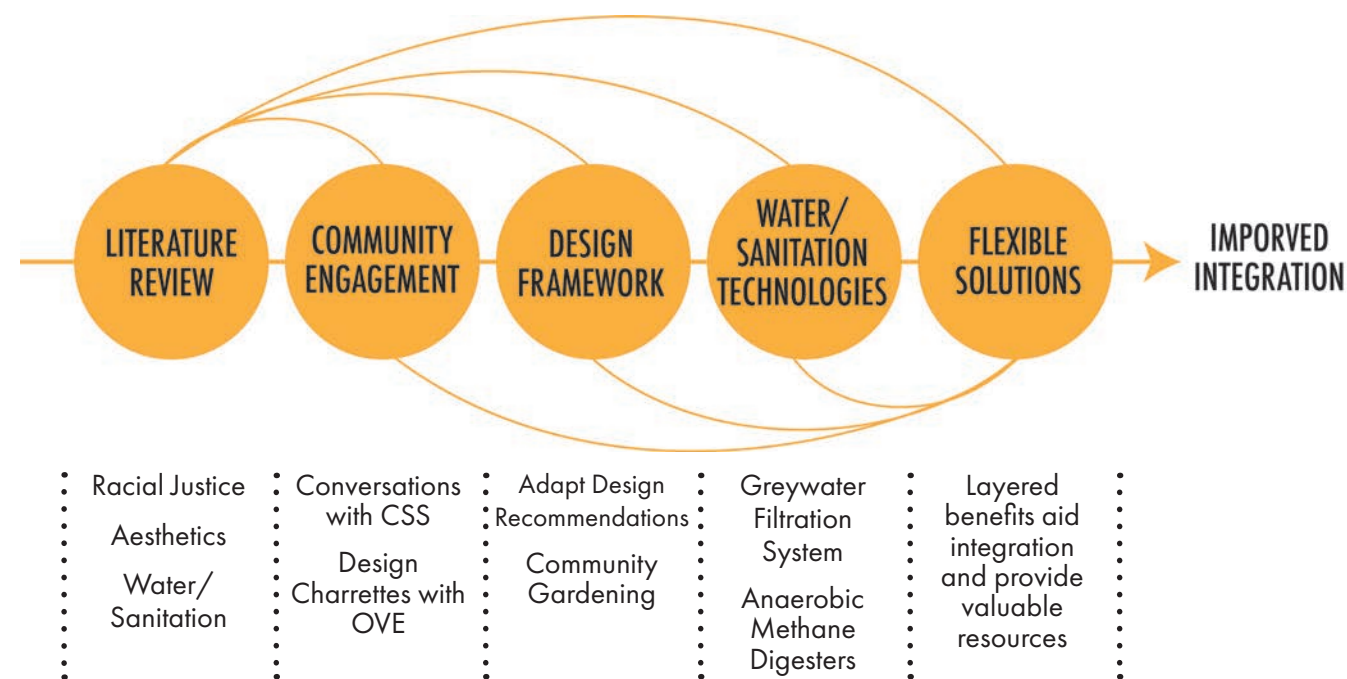 LITERATURE
REVIEW
COMMUNITY
ENGAGEMENT
DESIGN
FRAMEWORK
WATER/
SANITATION
TECHNOLOGIES
FLEXIBLE
SOLUTIONS
IMPORVED
INTEGRATION
Racial Justice
Aesthetics
Water/
Sanitation
Conversations
with CSS
Design
Charrettes with
OVE
Adapt Design
Recommendations
Community
Gardening
Greywater
Filtration
System
Anaerobic
Methane
Digesters
Layered
benefits aid
integration
and provide
valuable
resources